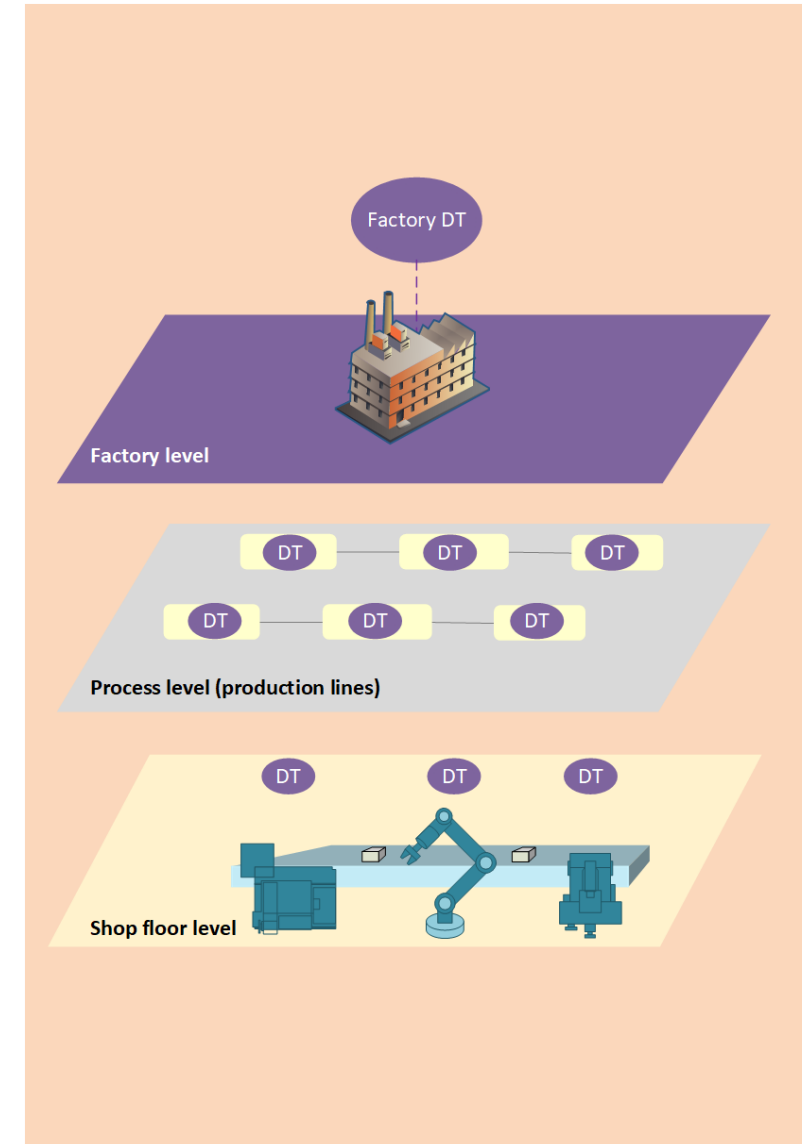 Factory DT
Factory level
DT DT DT
DT DT DT
Process level (production lines)
DT DT DT
Shop floor level